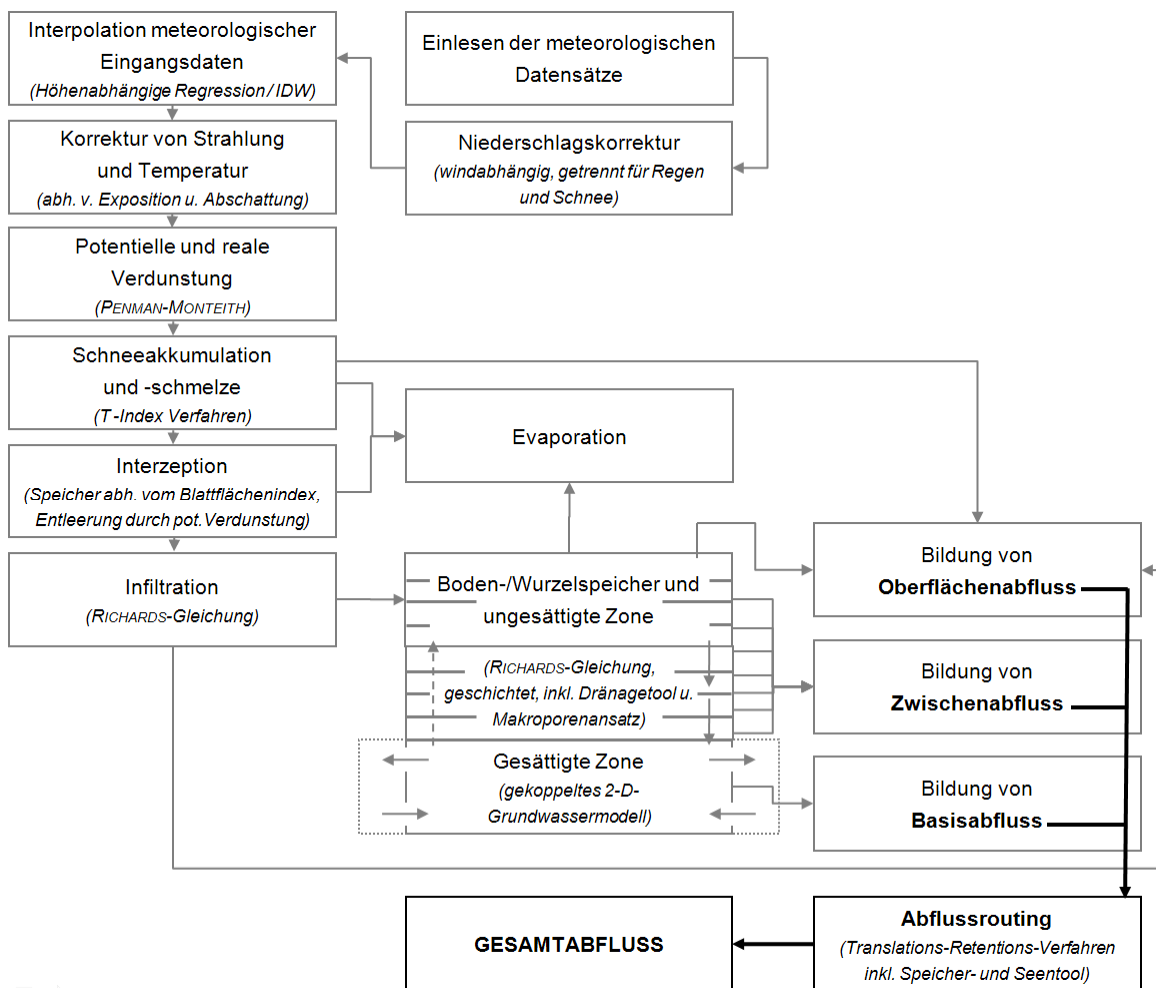 Interpolation meteorologischer
Eingangsdaten
(Höhenabhängige Regression / IDW)
Einlesen der meteorologischen
Datensätze
Korrektur von Strahlung
und Temperatur
(abh. v. Exposition u. Abschattung)
Niederschlagskorrektur
(windabhängig, getrennt für Regen
und Schnee)
Potentielle und reale
Verdunstung
(PENMAN-MONTEITH)
Schneeakkumulation
und -schmelze
(T-Index Verfahren)
Evaporation
Interzeption
(Speicher abh. vom Blattflächenindex,
Entleerung durch pot. Verdunstung)
Infiltration
(RICHARDS-Gleichung)
Boden-/Wurzelspeicher und
ungesättigte Zone
(RICHARDS-Gleichung,
geschichtet, inkl. Dränagetool u.
Makroporenansatz)
Gesättigte Zone
(gekoppeltes 2-D-
Grundwassermodell)
Bildung von
Oberflächenabfluss
Bildung von
Zwischenabfluss
Bildung von
Basisabfluss
GESAMTABFLUSS
Abflussrouting
(Translations-Retentions-Verfahren
inkl. Speicher- und Seentool)